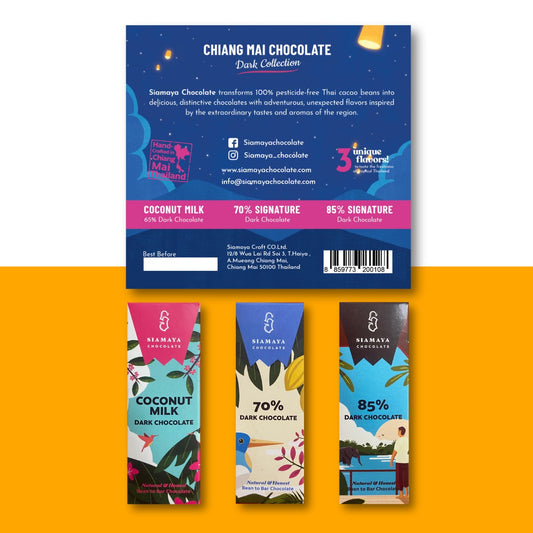 CHIANG MAI CHOCOLATE
Dark Collection
Siamaya Chocolate transforms 100% pesticide-free Thai cacao beans into
delicious, distinctive chocolates with adventurous, unexpected flavors inspired
by the extraordinary tastes and aromas of the region.
Hand-
Crafted in
Chiang
Mai
Thailand
Siamayachocolate
Siamaya_chocolate
www.siamayachocolate.com
info@siamayachocolate.com
3 unique
flavors!
COCONUT MILK
65% Dark Chocolate
70% SIGNATURE
Dark Chocolate
85% SIGNATURE
Dark Chocolate
Best Before
Siamaya Craft CO.Ltd.
12/8 Wua Lai Rd Soi 3, T.Haiya,
A.Mueang Chiang Mai,
Chiang Mai 50100 Thailand
8 859773 200108
SIAMAYA
CHOCOLATE
COCONUT
MILK
DARK CHOCOLATE
Natural & Honest
Bean to Bar Chocolate
SIAMAYA
CHOCOLATE
70%
DARK CHOCOLATE
Natural & Honest
Bean to Bar Chocolate
SIAMAYA
CHOCOLATE
85%
DARK CHOCOLATE
Natural & Honest
Bean to Bar Chocolate